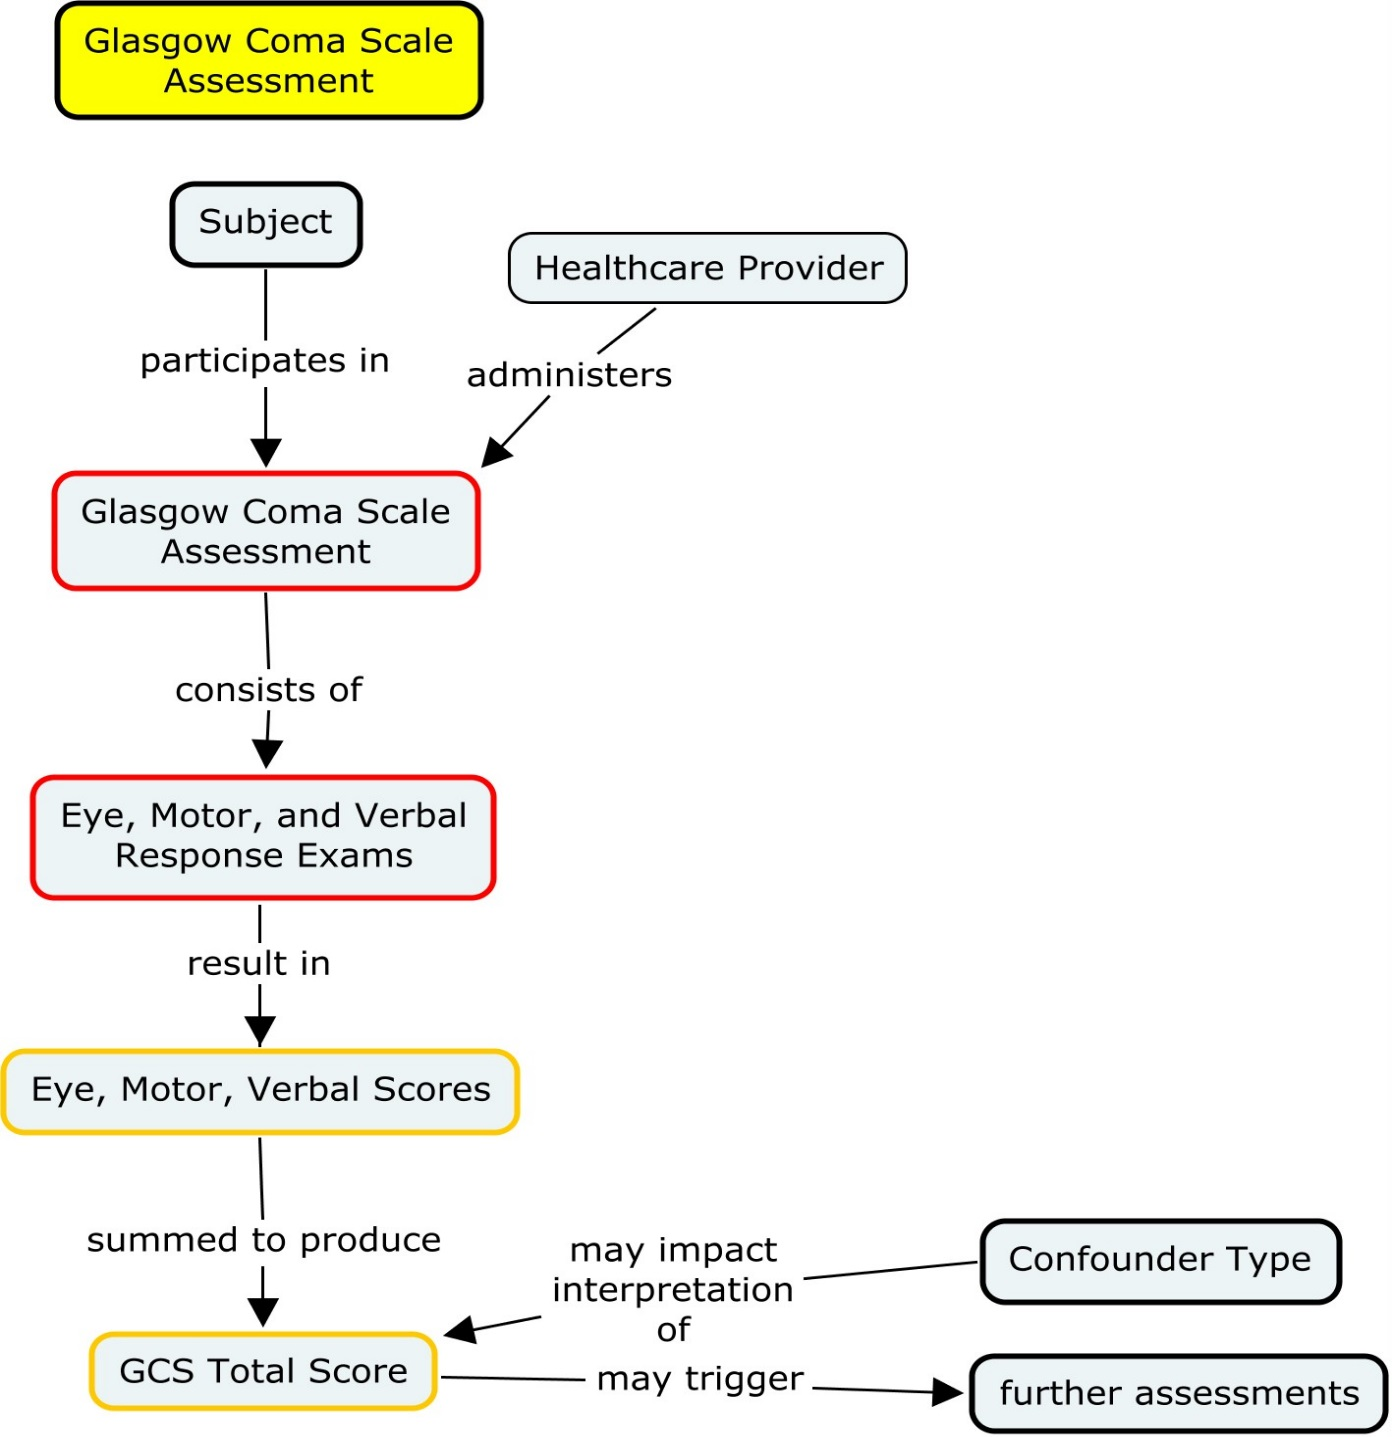 Glasgow Coma Scale
Assessment
Subject
Healthcare Provider
participates in
administers
Glasgow Coma Scale
Assessment
consists of
Eye, Motor, and Verbal
Response Exams
result in
Eye, Motor, Verbal Scores
summed to produce
may impact
interpretation
of
Confounder Type
GCS Total Score
may trigger
further assessments